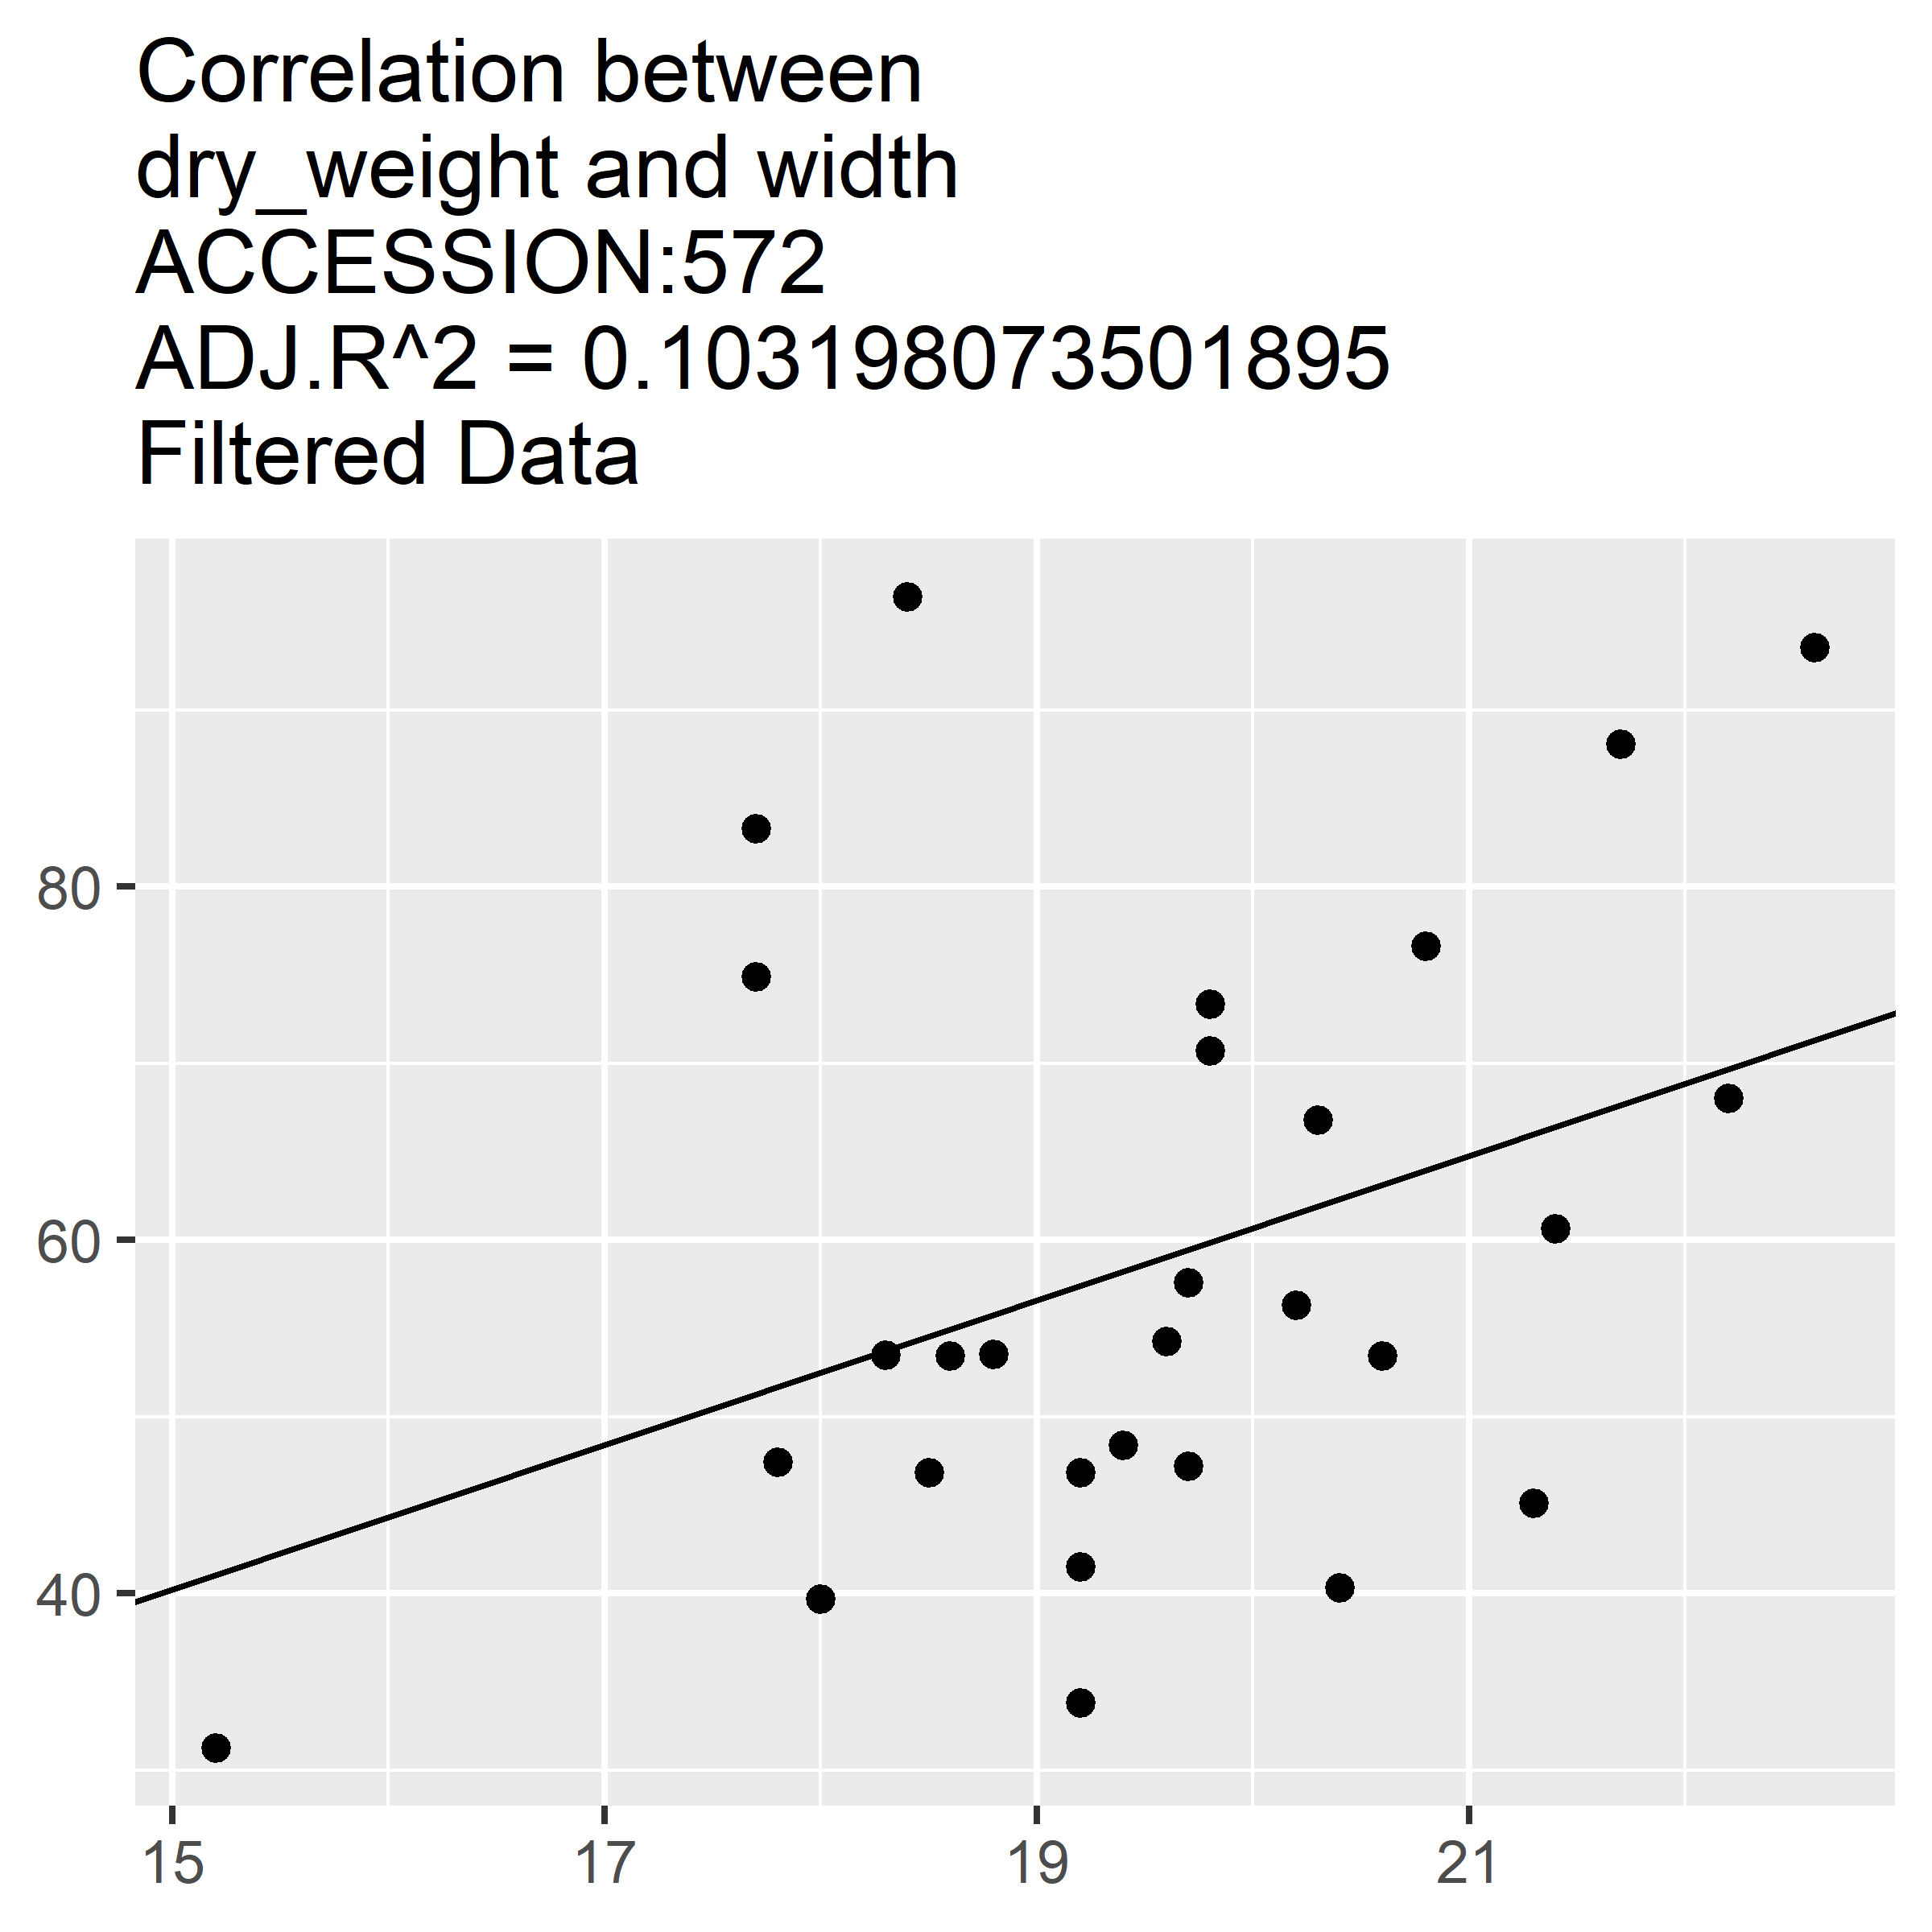 Correlation between
dry_weight and width
ACCESSION:572
ADJ.R^2 = 0.103198073501895
Filtered Data
80
60
40
15 17 19 21